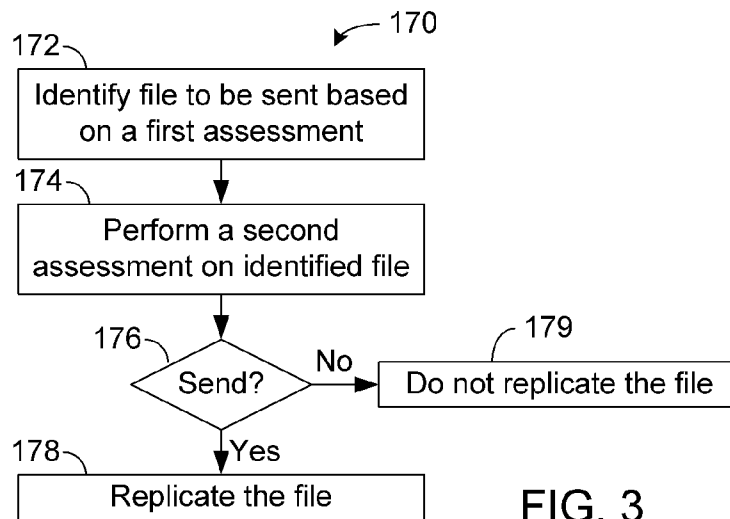 170
172
Identify file to be sent based
on a first assessment
174
Perform a second
assessment on identified file
176
Send?
No
179
Do not replicate the file
Yes
178
Replicate the file
FIG. 3